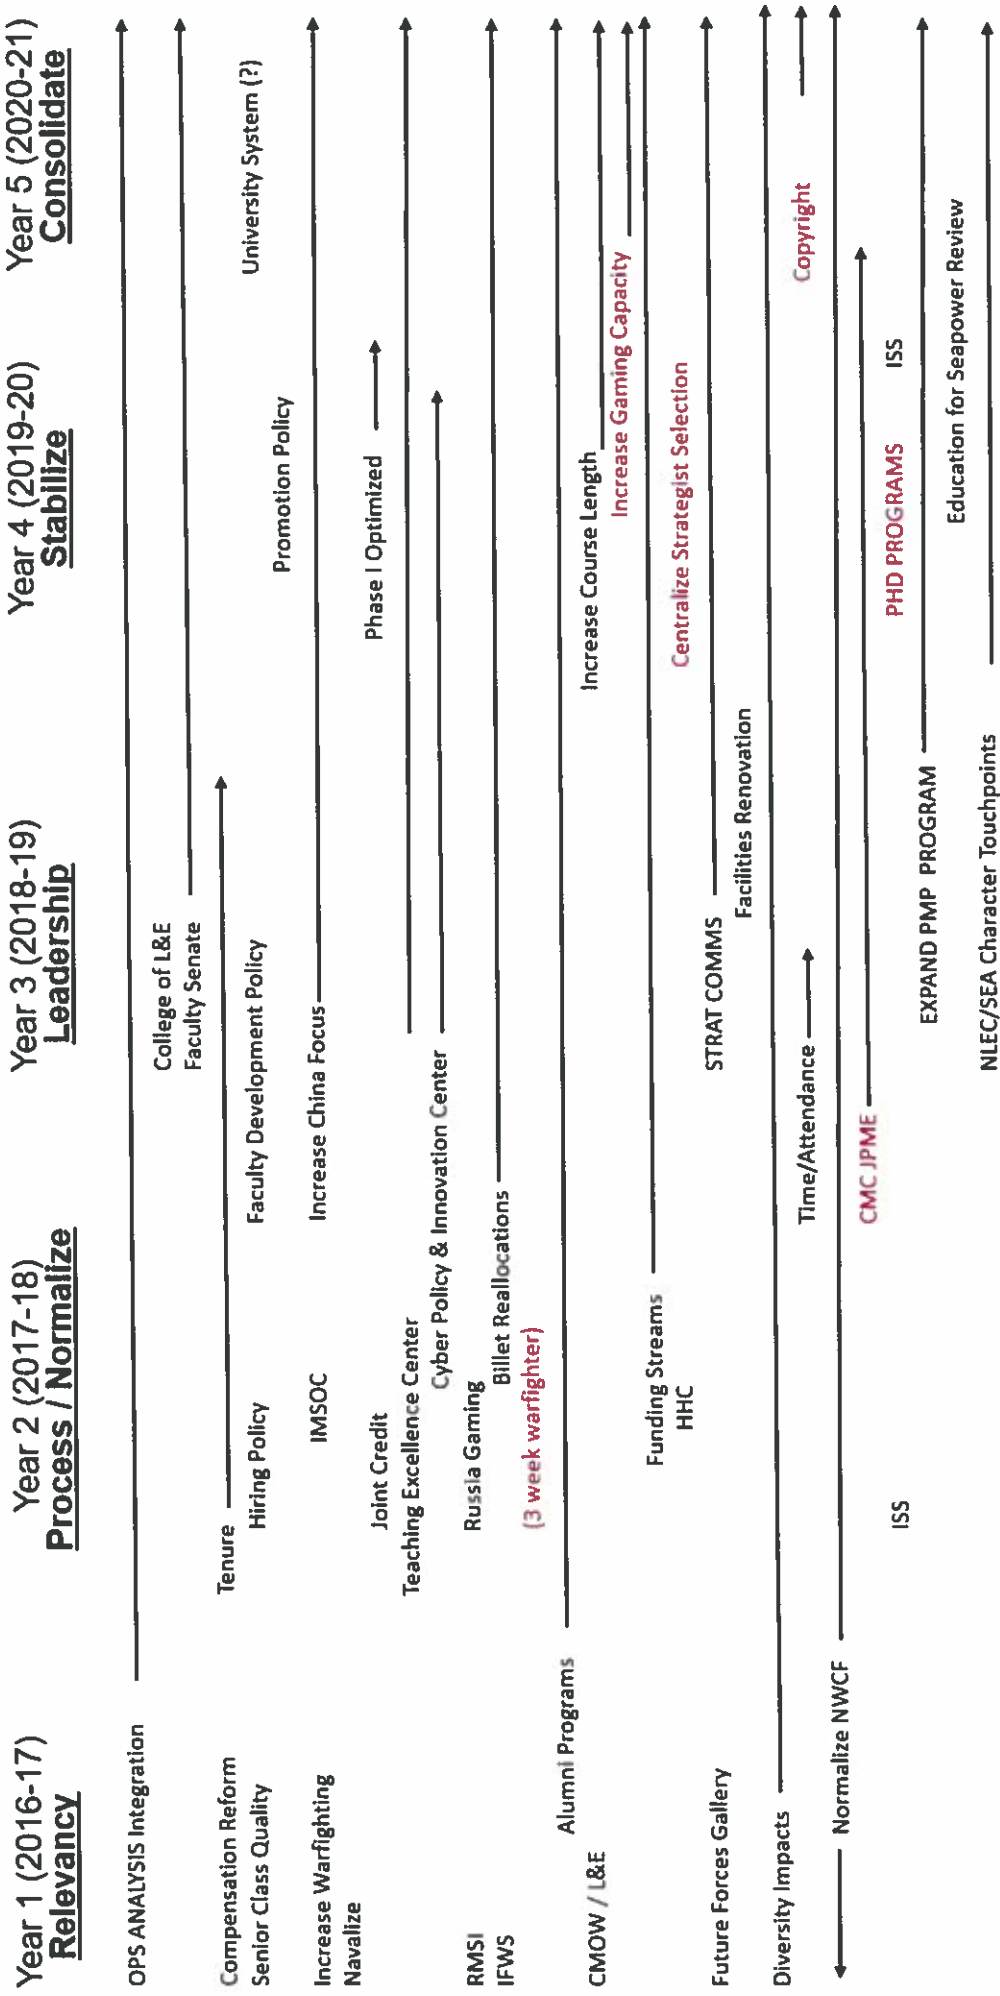 Year 1 (2016-17)
Relevancy
Year 2 (2017-18)
Process / Normalize
Year 3 (2018-19)
Leadership
Year 4 (2019-20)
Stabilize
Year 5 (2020-21)
Consolidate
OPS ANALYSIS Integration
College of L&E
Faculty Senate
Compensation Reform
Tenure
Senior Class Quality
Hiring Policy
Faculty Development Policy
Promotion Policy
University System (?)
Increase Warfighting
IMSOC
Increase China Focus
Navalize
Joint Credit
Phase I Optimized
Teaching Excellence Center
Cyber Policy & Innovation Center
RMSI
Russia Gaming
IFWS
Billet Reallocations
(3 week warfighter)
Alumni Programs
CMOW / L&E
Increase Course Length
Increase Gaming Capacity
Funding Streams
HHC
Centralize Strategist Selection
Future Forces Gallery
STRAT COMMS
Facilities Renovation
Diversity Impacts
Time/Attendance
Copyright
Normalize NWCF
CMC JPME
ISS
PHD PROGRAMS
ISS
EXPAND PMP PROGRAM
Education for Seapower Review
NLEC/SEA Character Touchpoints